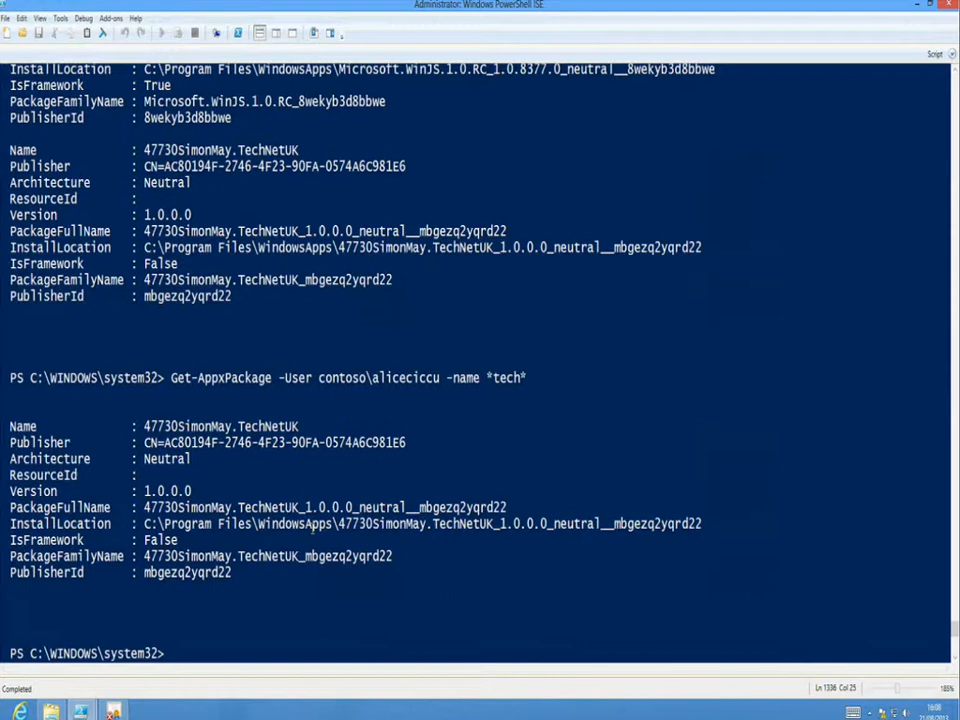 Administrator: Windows PowerShell ISE
File Edit View Tools Debug Add-ons Help
Script
InstallLocation : C:\Program Files\WindowsApps\Microsoft.WinJS.1.0.RC_1.0.8377.0_neutral__8wekyb3d8bbwe
IsFramework : True
PackageFamilyName : Microsoft.WinJS.1.0.RC_8wekyb3d8bbwe
PublisherId : 8wekyb3d8bbwe
Name : 47730SimonMay.TechNetUK
Publisher : CN=AC80194F-2746-4F23-90FA-0574A6C981E6
Architecture : Neutral
ResourceId :
Version : 1.0.0.0
PackageFullName : 47730SimonMay.TechNetUK_1.0.0.0_neutral__mbgezq2yqrd22
InstallLocation : C:\Program Files\WindowsApps\47730SimonMay.TechNetUK_1.0.0.0_neutral__mbgezq2yqrd22
IsFramework : False
PackageFamilyName : 47730SimonMay.TechNetUK_mbgezq2yqrd22
PublisherId : mbgezq2yqrd22
PS C:\WINDOWS\system32> Get-AppxPackage -User contoso\aliceciccu -name *tech*
Name : 47730SimonMay.TechNetUK
Publisher : CN=AC80194F-2746-4F23-90FA-0574A6C981E6
Architecture : Neutral
ResourceId :
Version : 1.0.0.0
PackageFullName : 47730SimonMay.TechNetUK_1.0.0.0_neutral__mbgezq2yqrd22
InstallLocation : C:\Program Files\WindowsApps\47730SimonMay.TechNetUK_1.0.0.0_neutral__mbgezq2yqrd22
IsFramework : False
PackageFamilyName : 47730SimonMay.TechNetUK_mbgezq2yqrd22
PublisherId : mbgezq2yqrd22
PS C:\WINDOWS\system32>
Completed
Ln 1336 Col 25
185%
16:08
21/06/2013